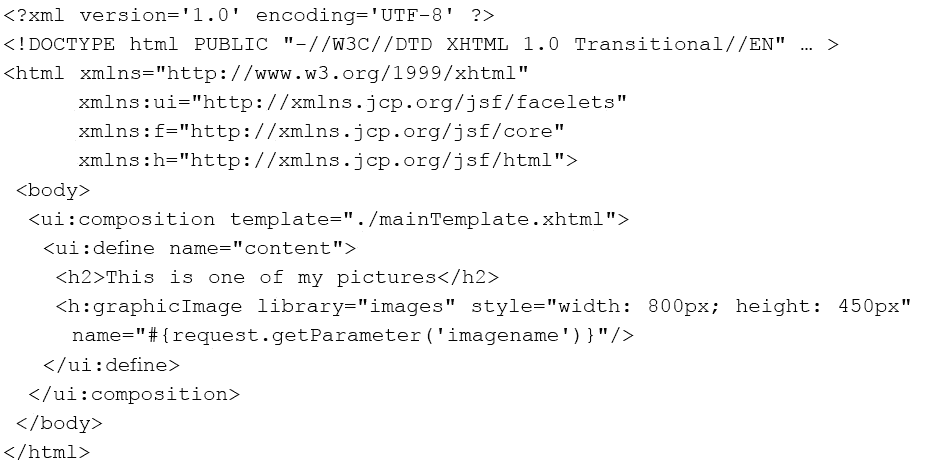 <?xml version='1.0' encoding='UTF-8' ?>
<!DOCTYPE html PUBLIC "-//W3C//DTD XHTML 1.0 Transitional//EN" … >
<html xmlns="http://www.w3.org/1999/xhtml"
      xmlns:ui="http://xmlns.jcp.org/jsf/facelets"
      xmlns:f="http://xmlns.jcp.org/jsf/core"
      xmlns:h="http://xmlns.jcp.org/jsf/html">
 <body>
  <ui:composition template="./mainTemplate.xhtml">
   <ui:define name="content">
    <h2>This is one of my pictures</h2>
    <h:graphicImage library="images" style="width: 800px; height: 450px"
     name="#{request.getParameter('imagename')}"/>
   </ui:define>
  </ui:composition>
 </body>
</html>